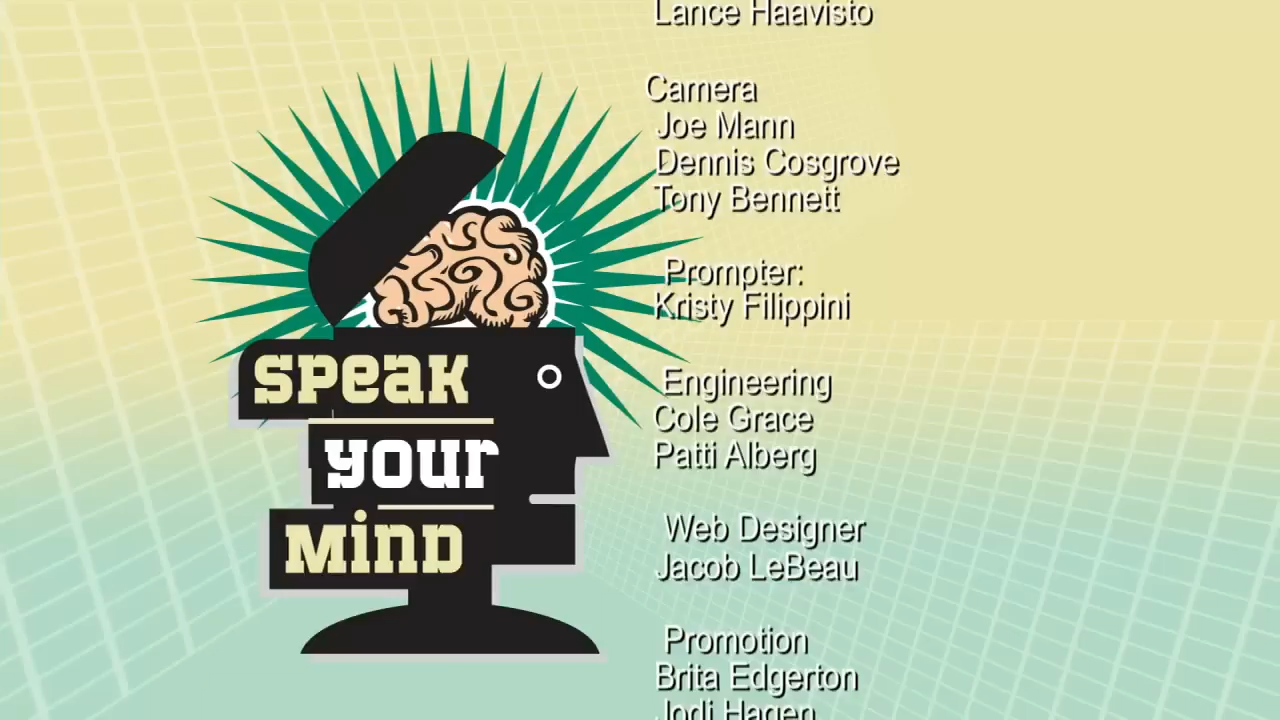 Lance Haavisto
Camera
Joe Mann
Dennis Cosgrove
Tony Bennett
Prompter:
Kristy Filippini
Engineering
Cole Grace
Patti Alberg
Web Designer
Jacob LeBeau
Promotion
Brita Edgerton
Jodi Hagen
SPEAK
YOUR
MIND